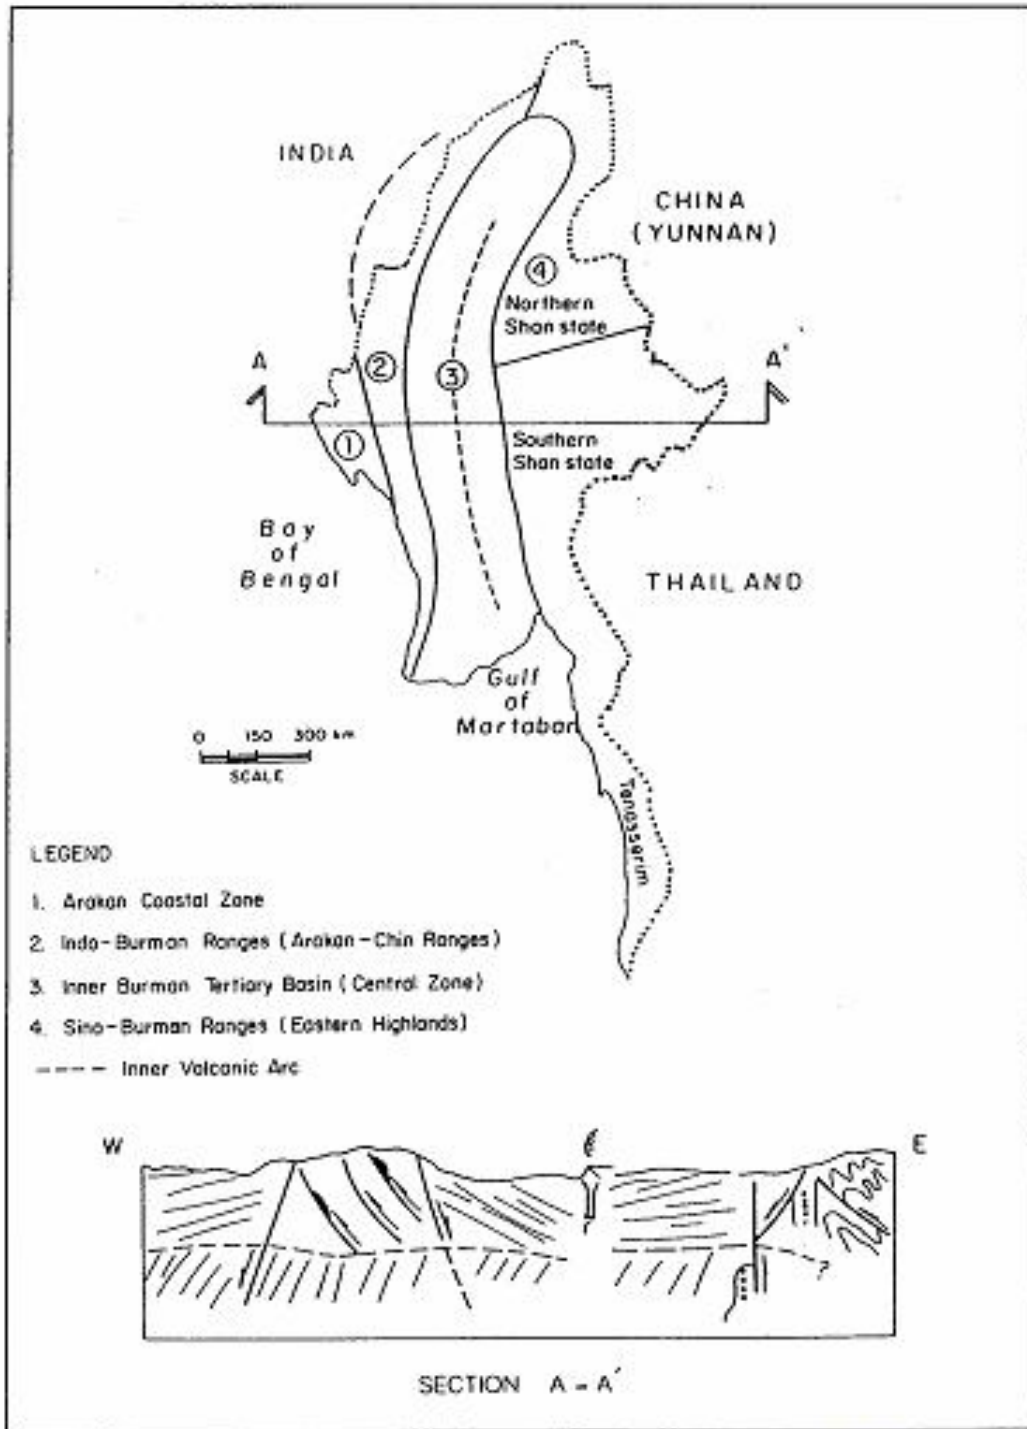 INDIA
CHINA
(YUNNAN)
4
Northern
Shan state
A
A'
2
3
1
Southern
Shan state
Bay
of
Bengal
THAILAND
Gulf
of
Martaban
0 150 300 km
SCALE
Tenasserim
LEGEND
1. Arakan Coastal Zone
2. Indo-Burman Ranges (Arakan-Chin Ranges)
3. Inner Burman Tertiary Basin (Central Zone)
4. Sino-Burman Ranges (Eastern Highlands)
Inner Volcanic Arc
W
E
?
SECTION A - A'